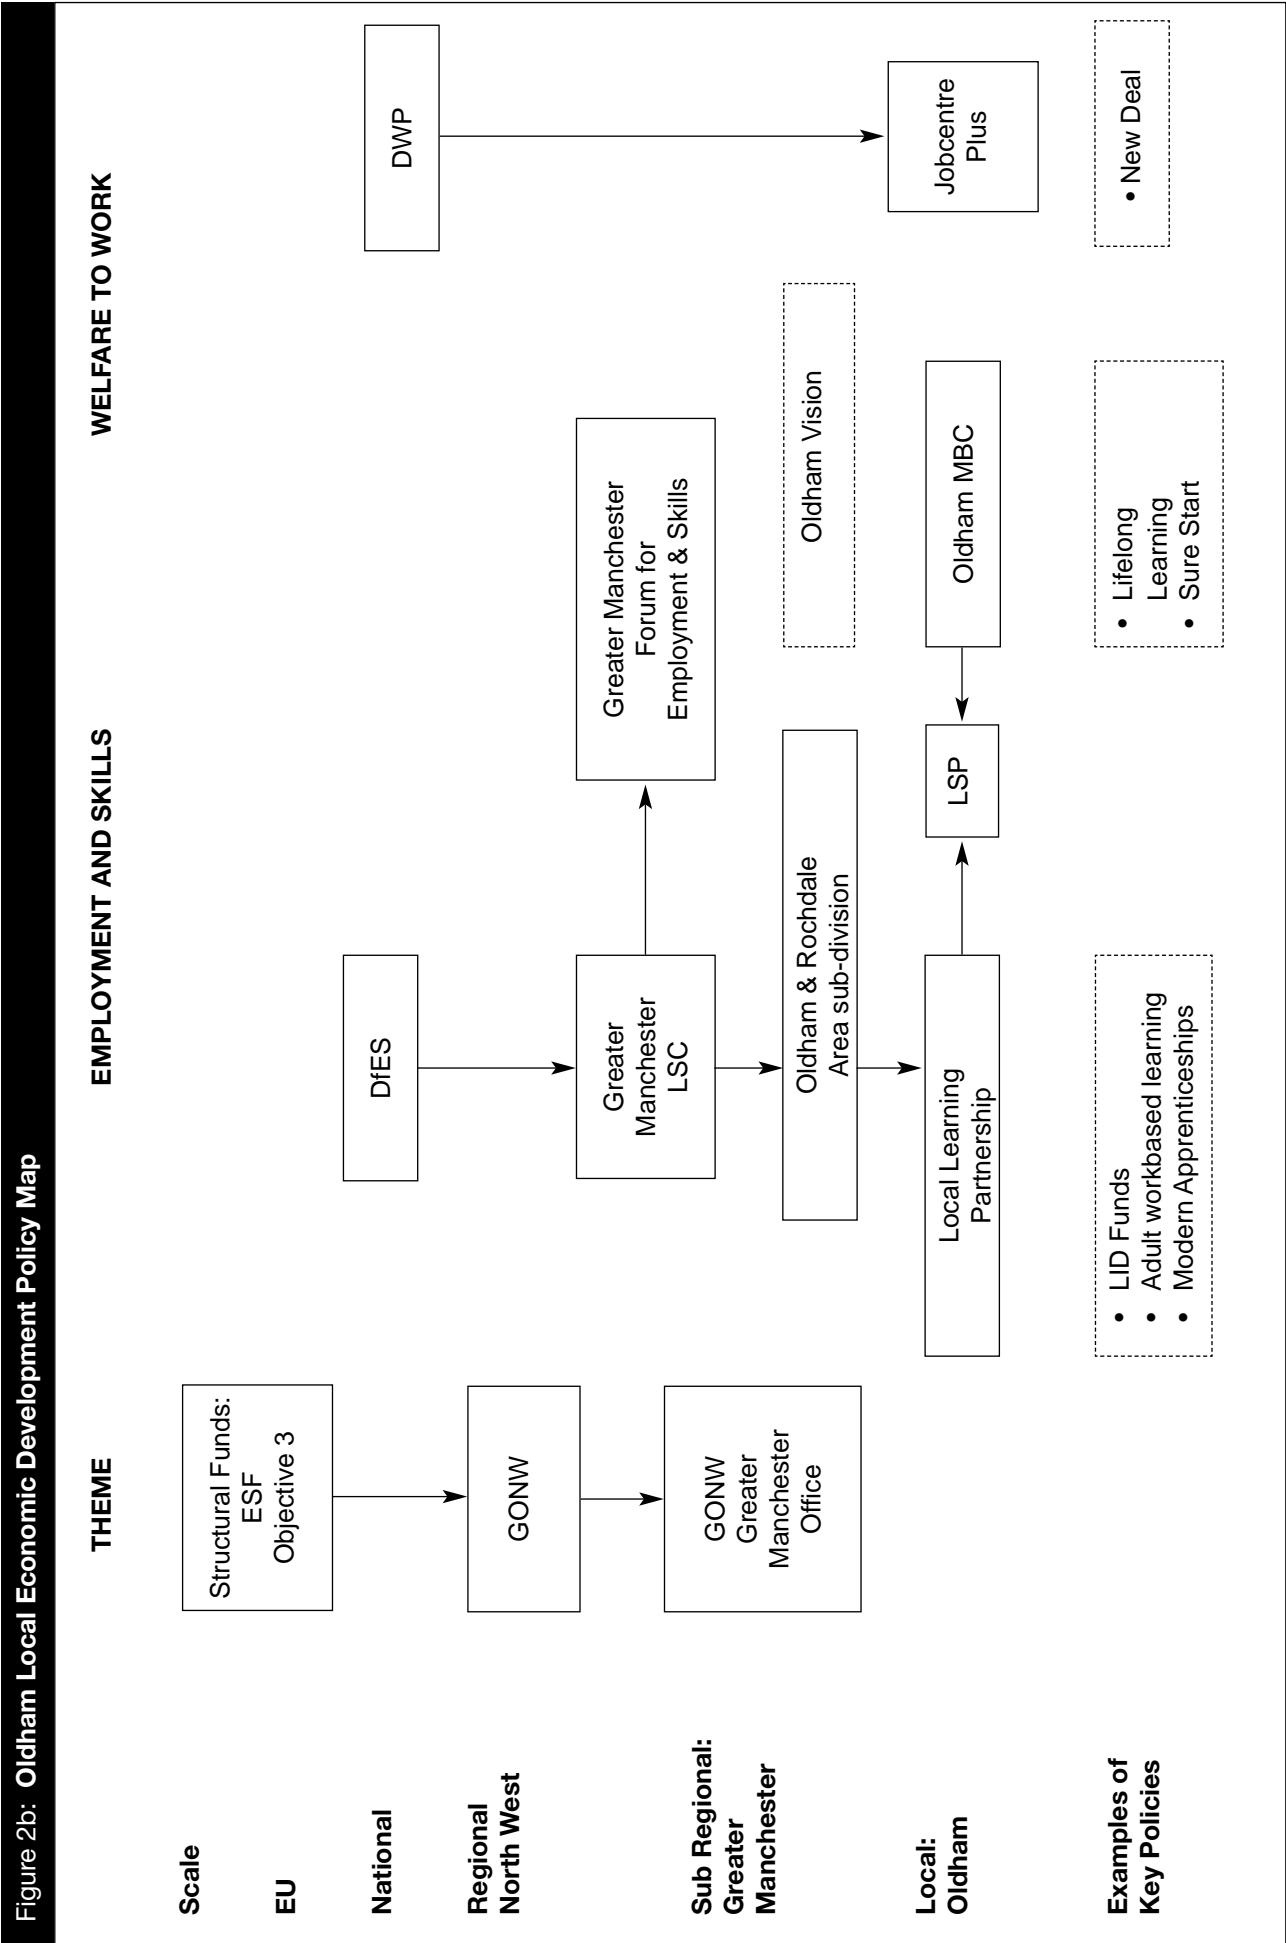 Figure 2b: Oldham Local Economic Development Policy Map
THEME
EMPLOYMENT AND SKILLS
WELFARE TO WORK
Scale
EU
Structural Funds:
ESF
Objective 3
National
DfES
DWP
Regional
North West
GONW
Greater
Manchester
LSC
Greater Manchester
Forum for
Employment & Skills
Sub Regional:
Greater
Manchester
GONW
Greater
Manchester
Office
Oldham & Rochdale
Area sub-division
Oldham Vision
Local:
Oldham
Local Learning
Partnership
LSP
Oldham MBC
Jobcentre
Plus
Examples of
Key Policies
• LID Funds
• Adult workbased learning
• Modern Apprenticeships
• Lifelong
Learning
• Sure Start
• New Deal